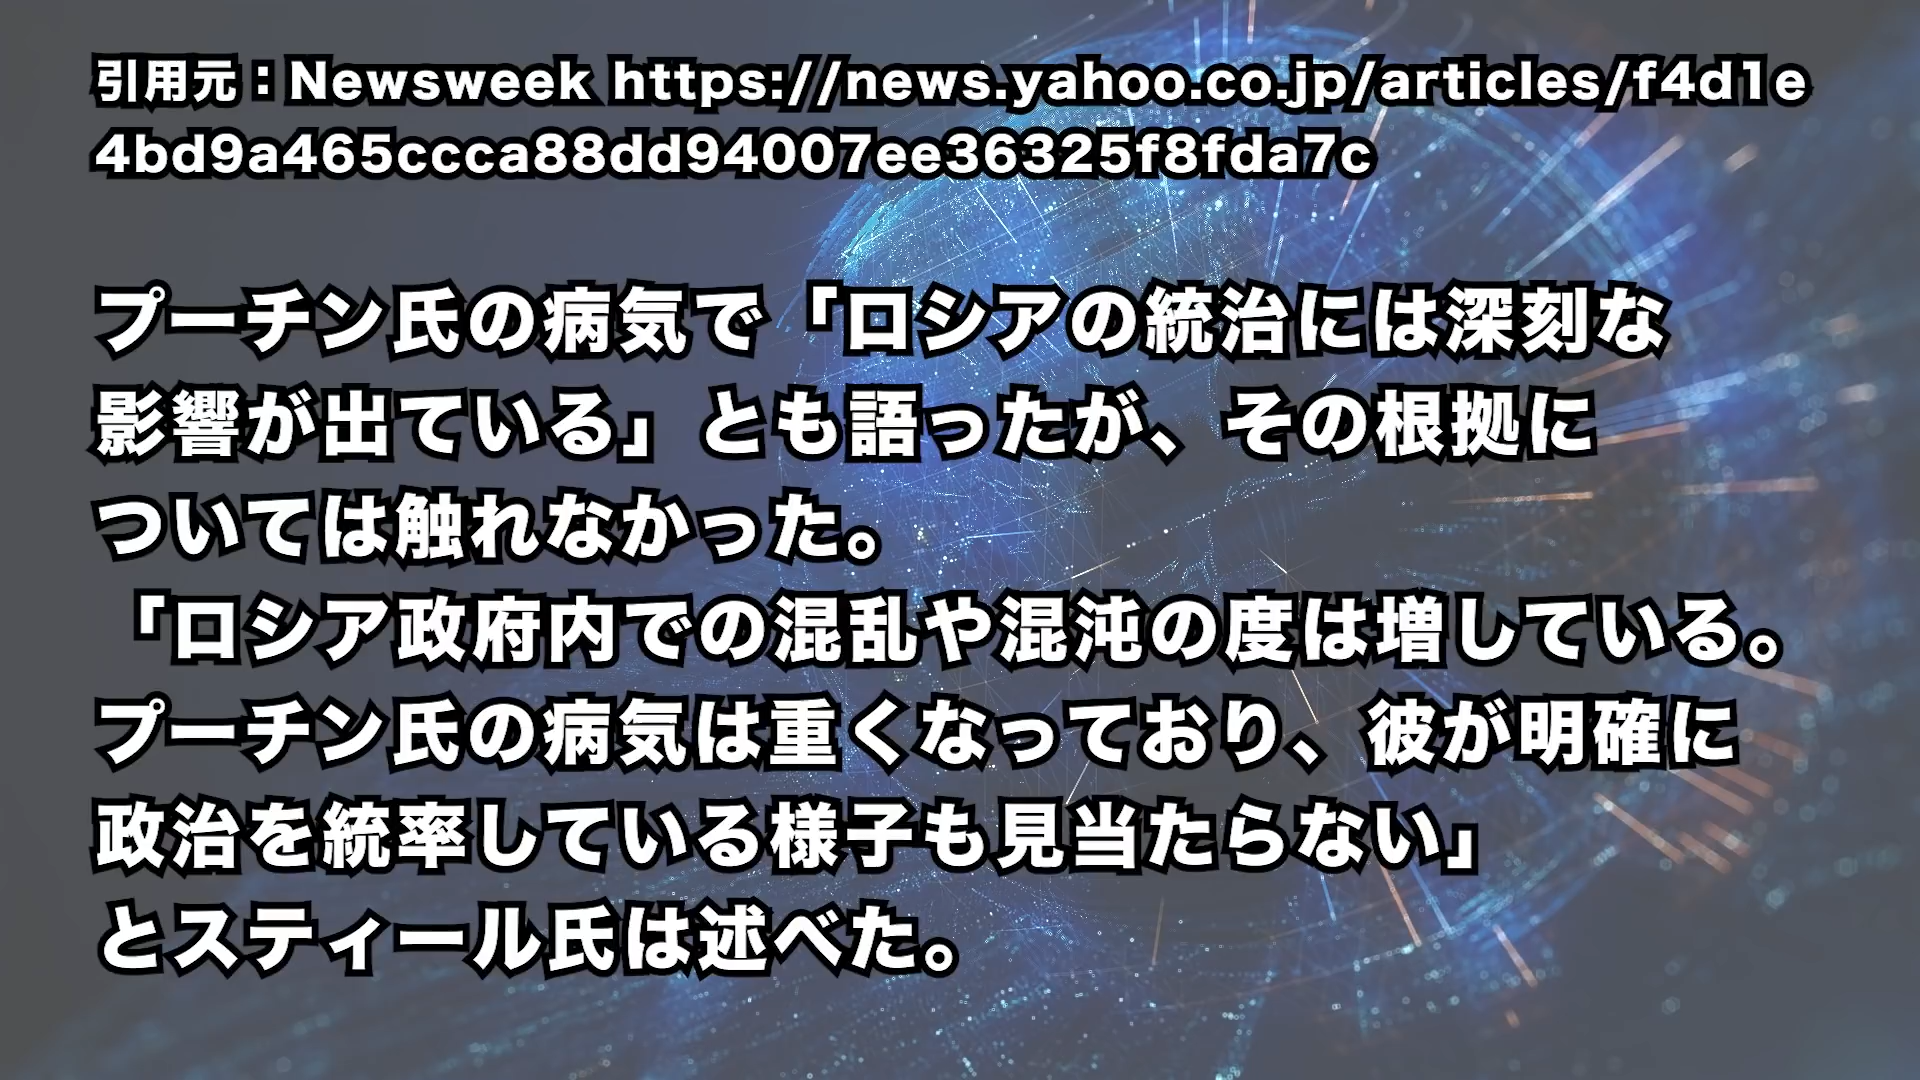 引用元：Newsweek https://news.yahoo.co.jp/articles/f4d1e
4bd9a465ccca88dd94007ee36325f8fda7c
プーチン氏の病気で「ロシアの統治には深刻な
影響が出ている」とも語ったが、その根拠に
ついては触れなかった。
「ロシア政府内での混乱や混沌の度は増している。
プーチン氏の病気は重くなっており、彼が明確に
政治を統率している様子も見当たらない」
とスティール氏は述べた。